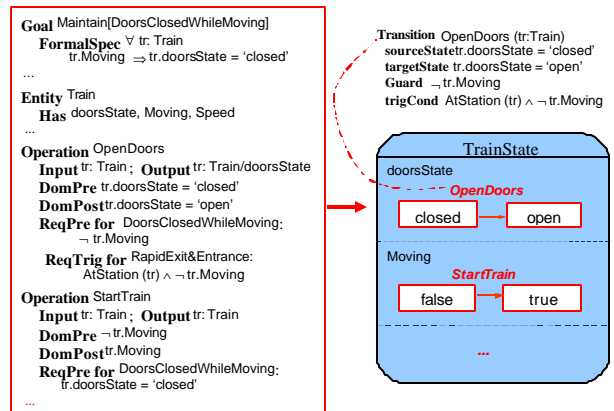 Goal Maintain[DoorsClosedWhileMoving]
FormalSpec ∀ tr: Train
tr.Moving ⇒ tr.doorsState = ‘closed’
...
Entity Train
Has doorsState, Moving, Speed
...
Operation OpenDoors
Input tr: Train ; Output tr: Train/doorsState
DomPre tr.doorsState = ‘closed’
DomPost tr.doorsState = ‘open’
ReqPre for DoorsClosedWhileMoving:
¬ tr.Moving
ReqTrig for RapidExit&Entrance:
AtStation (tr) ∧ ¬ tr.Moving
Operation StartTrain
Input tr: Train ; Output tr: Train
DomPre ¬ tr.Moving
DomPost tr.Moving
ReqPre for DoorsClosedWhileMoving:
tr.doorsState = ‘closed’
...
Transition OpenDoors (tr:Train)
sourceState tr.doorsState = ‘closed’
targetState tr.doorsState = ‘open’
Guard ¬ tr.Moving
trigCond AtStation (tr) ∧ ¬ tr.Moving
TrainState
doorsState
OpenDoors
closed open
Moving
StartTrain
false true
...